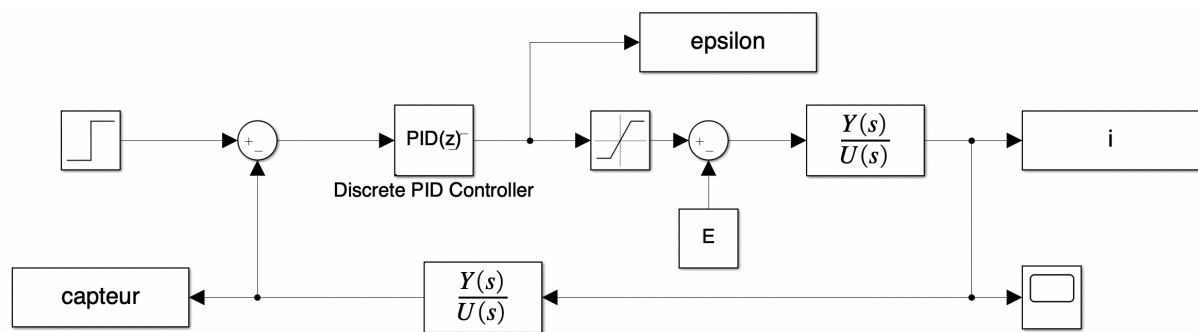 epsilon
+
−
PID(z)
Discrete PID Controller
+
−
Y(s)
U(s)
i
E
capteur
Y(s)
U(s)